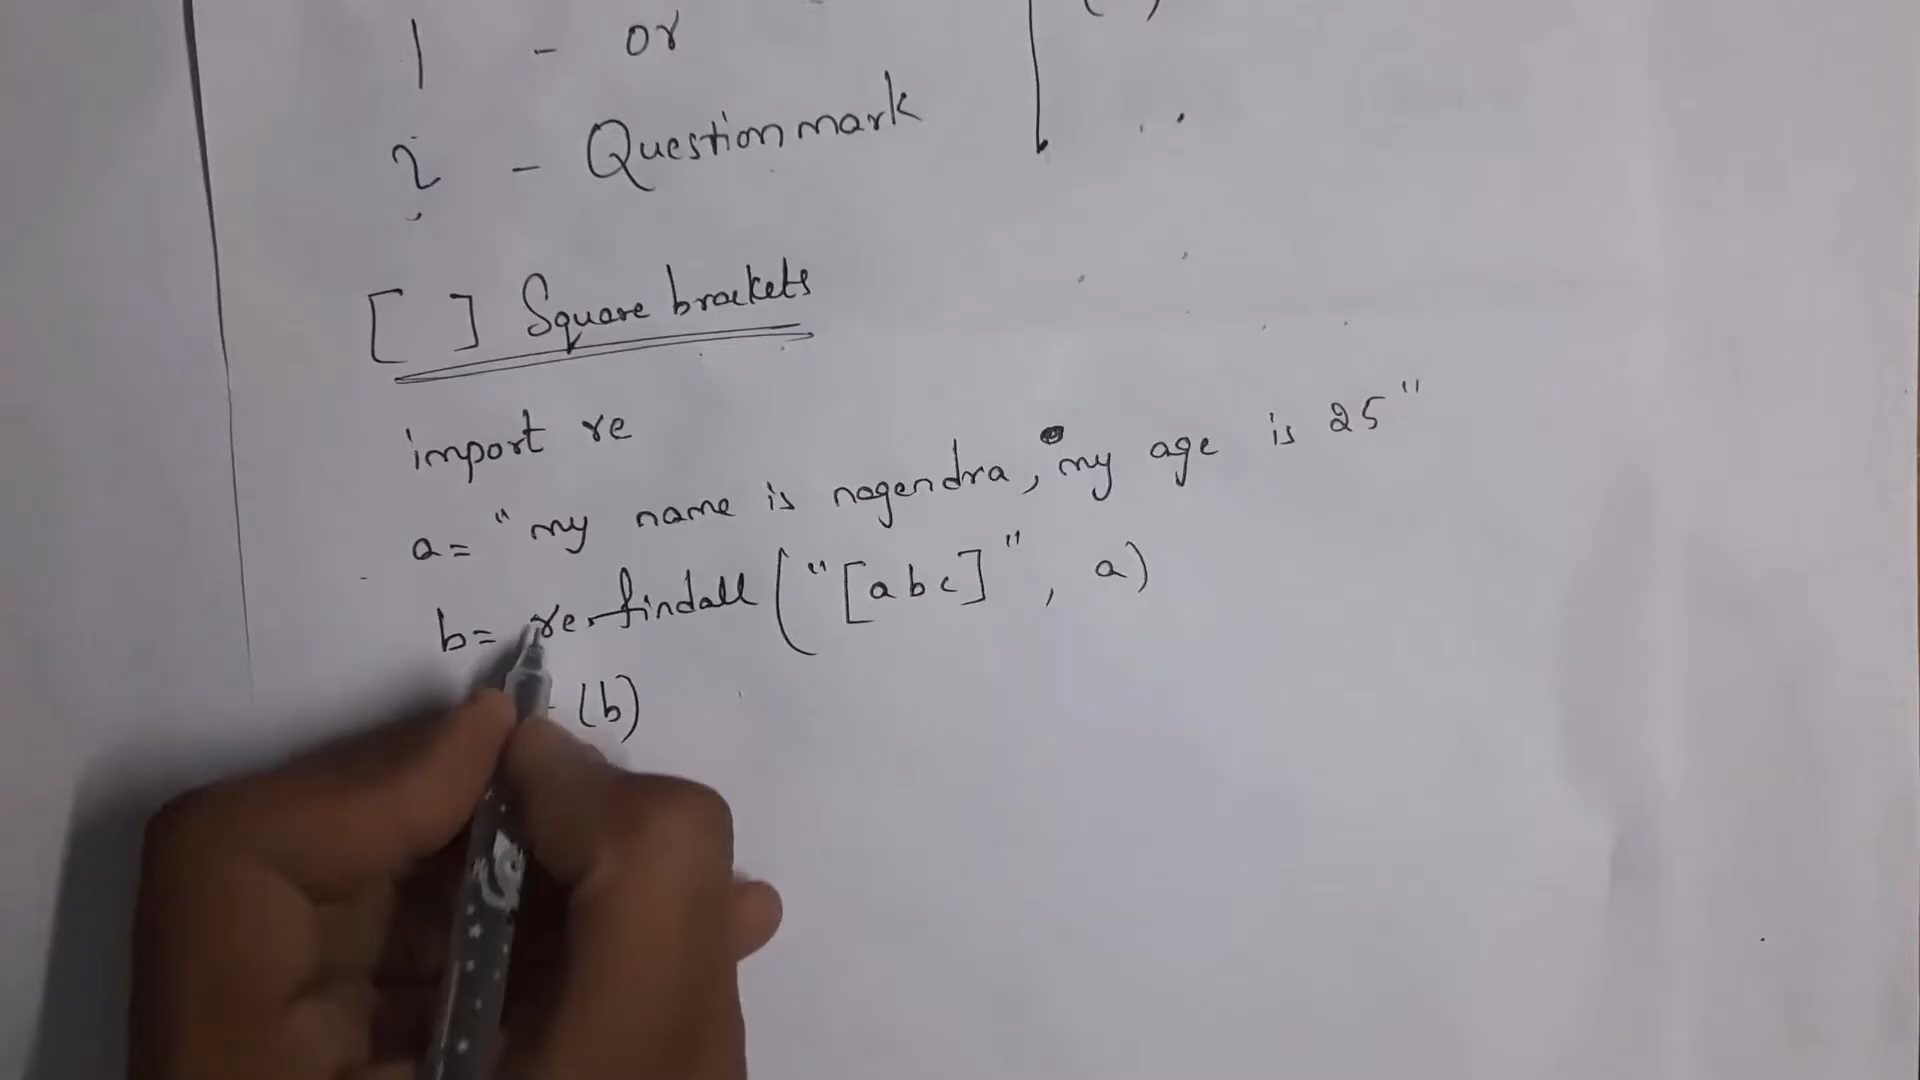 | - or
? - Question mark
[ ] Square brackets
import re
a= "my name is nagendra, my age is 25"
b= re.findall("[abc]", a)
(b)